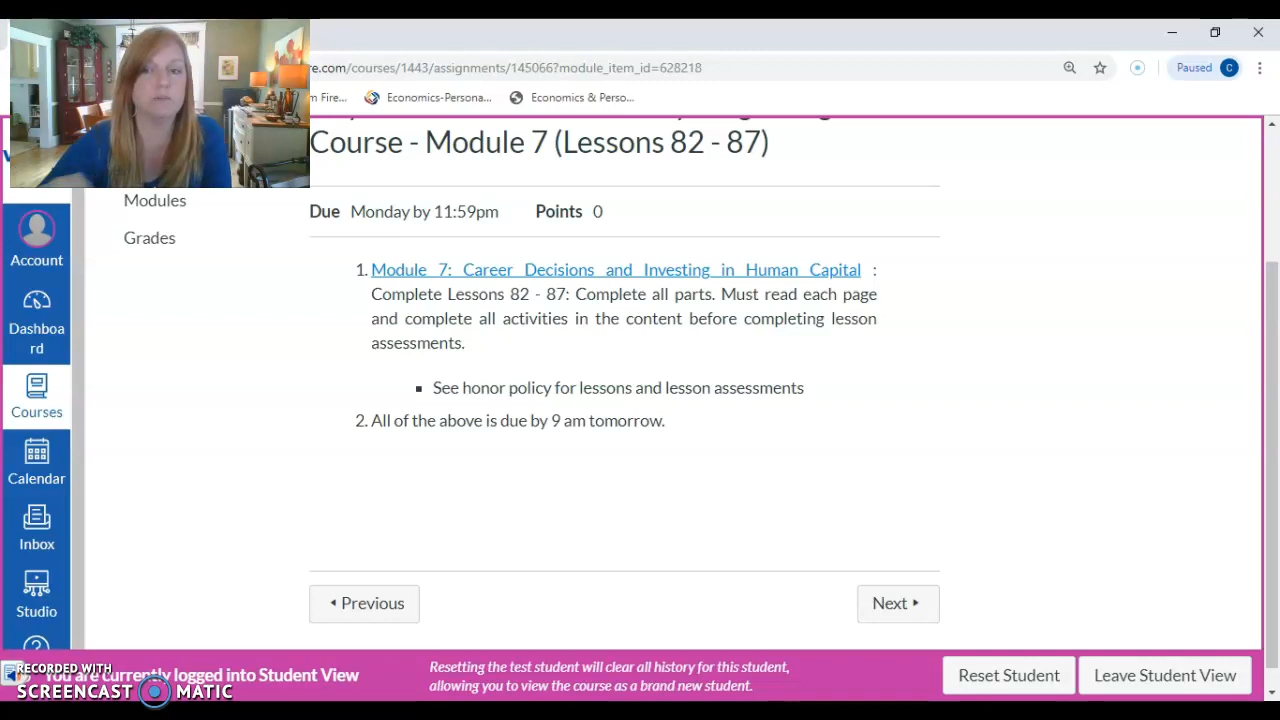 re.com/courses/1443/assignments/145066?module_item_id=628218
Paused C
m Fire...
Economics-Persona...
Economics & Perso...
Course - Module 7 (Lessons 82 - 87)
Modules
Grades
Due Monday by 11:59pm Points 0
1. Module 7: Career Decisions and Investing in Human Capital :
Complete Lessons 82 - 87: Complete all parts. Must read each page
and complete all activities in the content before completing lesson
assessments.
▪ See honor policy for lessons and lesson assessments
2. All of the above is due by 9 am tomorrow.
Account
Dashboa
rd
Courses
Calendar
Inbox
Studio
Previous
Next
RECORDED WITH
SCREENCAST MATIC
You are currently logged into Student View
Resetting the test student will clear all history for this student,
allowing you to view the course as a brand new student.
Reset Student
Leave Student View